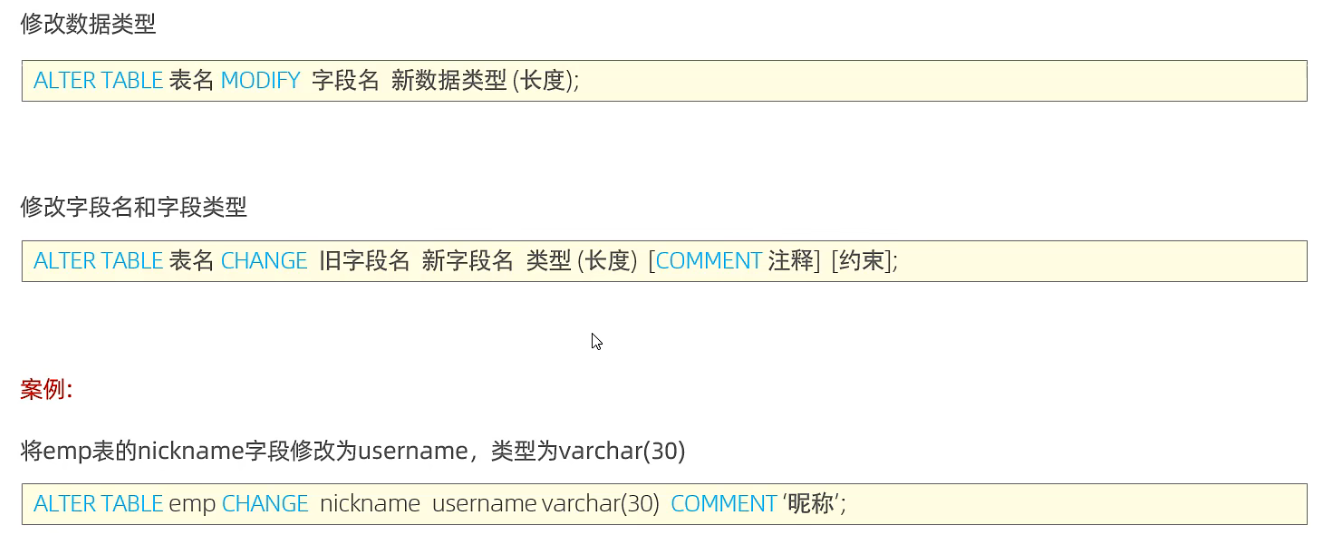 修改数据类型
ALTER TABLE 表名 MODIFY 字段名 新数据类型 (长度);
修改字段名和字段类型
ALTER TABLE 表名 CHANGE 旧字段名 新字段名 类型 (长度) [COMMENT 注释] [约束];
案例:
将emp表的nickname字段修改为username，类型为varchar(30)
ALTER TABLE emp CHANGE nickname username varchar(30) COMMENT ‘昵称’;